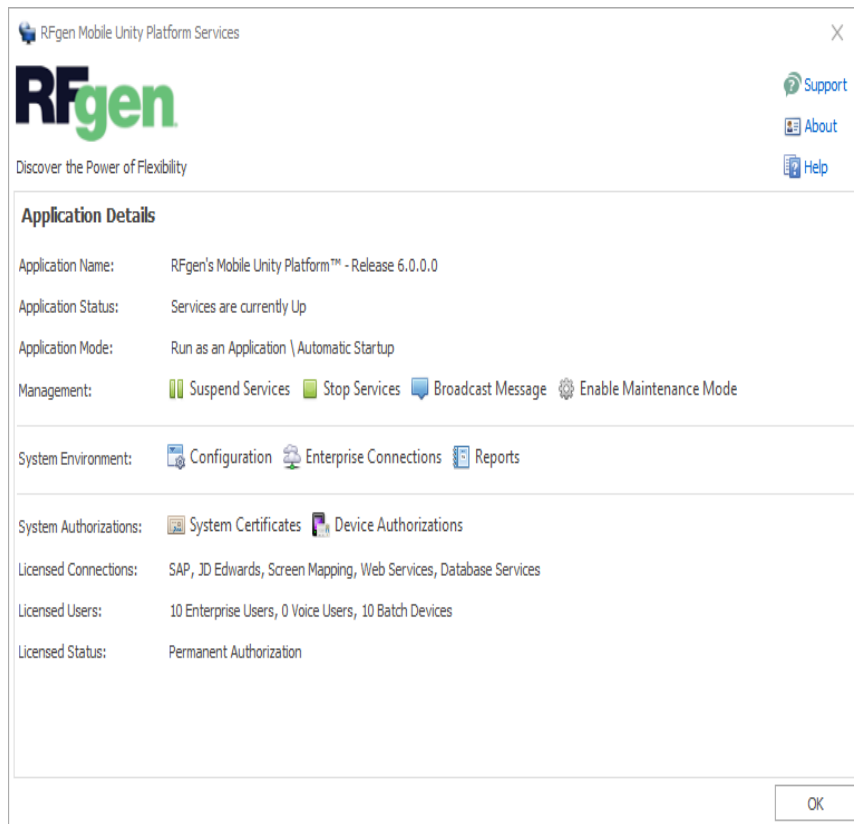 RFgen Mobile Unity Platform Services
RFgen
Support
About
Discover the Power of Flexibility
Help
Application Details
Application Name: RFgen's Mobile Unity Platform™ - Release 6.0.0.0
Application Status: Services are currently Up
Application Mode: Run as an Application \ Automatic Startup
Management: Suspend Services Stop Services Broadcast Message Enable Maintenance Mode
System Environment: Configuration Enterprise Connections Reports
System Authorizations: System Certificates Device Authorizations
Licensed Connections: SAP, JD Edwards, Screen Mapping, Web Services, Database Services
Licensed Users: 10 Enterprise Users, 0 Voice Users, 10 Batch Devices
Licensed Status: Permanent Authorization
OK